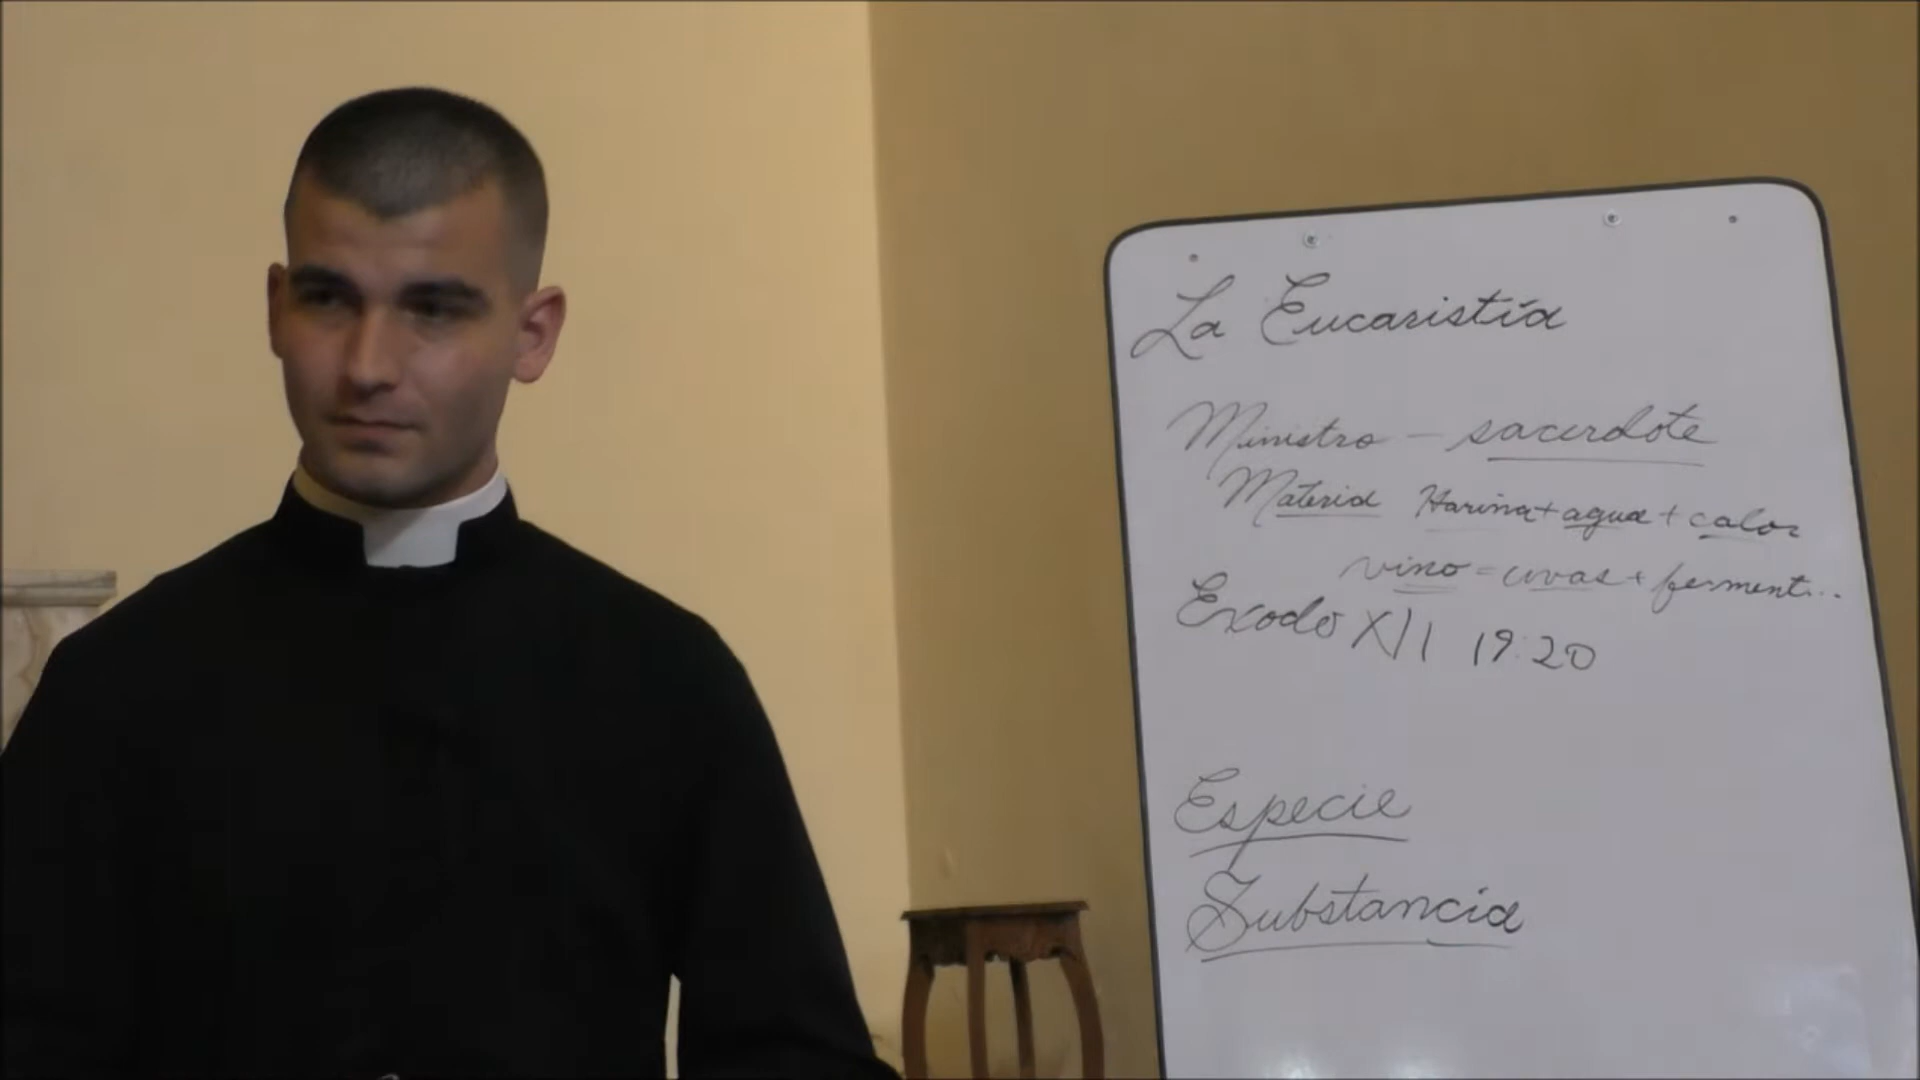 La Eucaristía
Ministro - sacerdote
Materia Harina + agua + calor
vino = uvas + ferment...
Exodo XII 19:20
Especie
Substancia